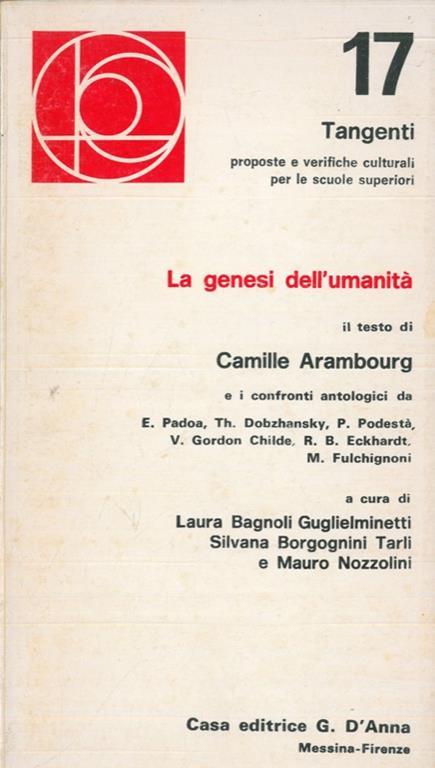 17
Tangenti
proposte e verifiche culturali
per le scuole superiori
La genesi dell'umanità
il testo di
Camille Arambourg
e i confronti antologici da
E. Padoa, Th. Dobzhansky, P. Podestà,
V. Gordon Childe, R. B. Eckhardt,
M. Fulchignoni
a cura di
Laura Bagnoli Guglielminetti
Silvana Borgognini Tarli
e Mauro Nozzolini
Casa editrice G. D'Anna
Messina-Firenze